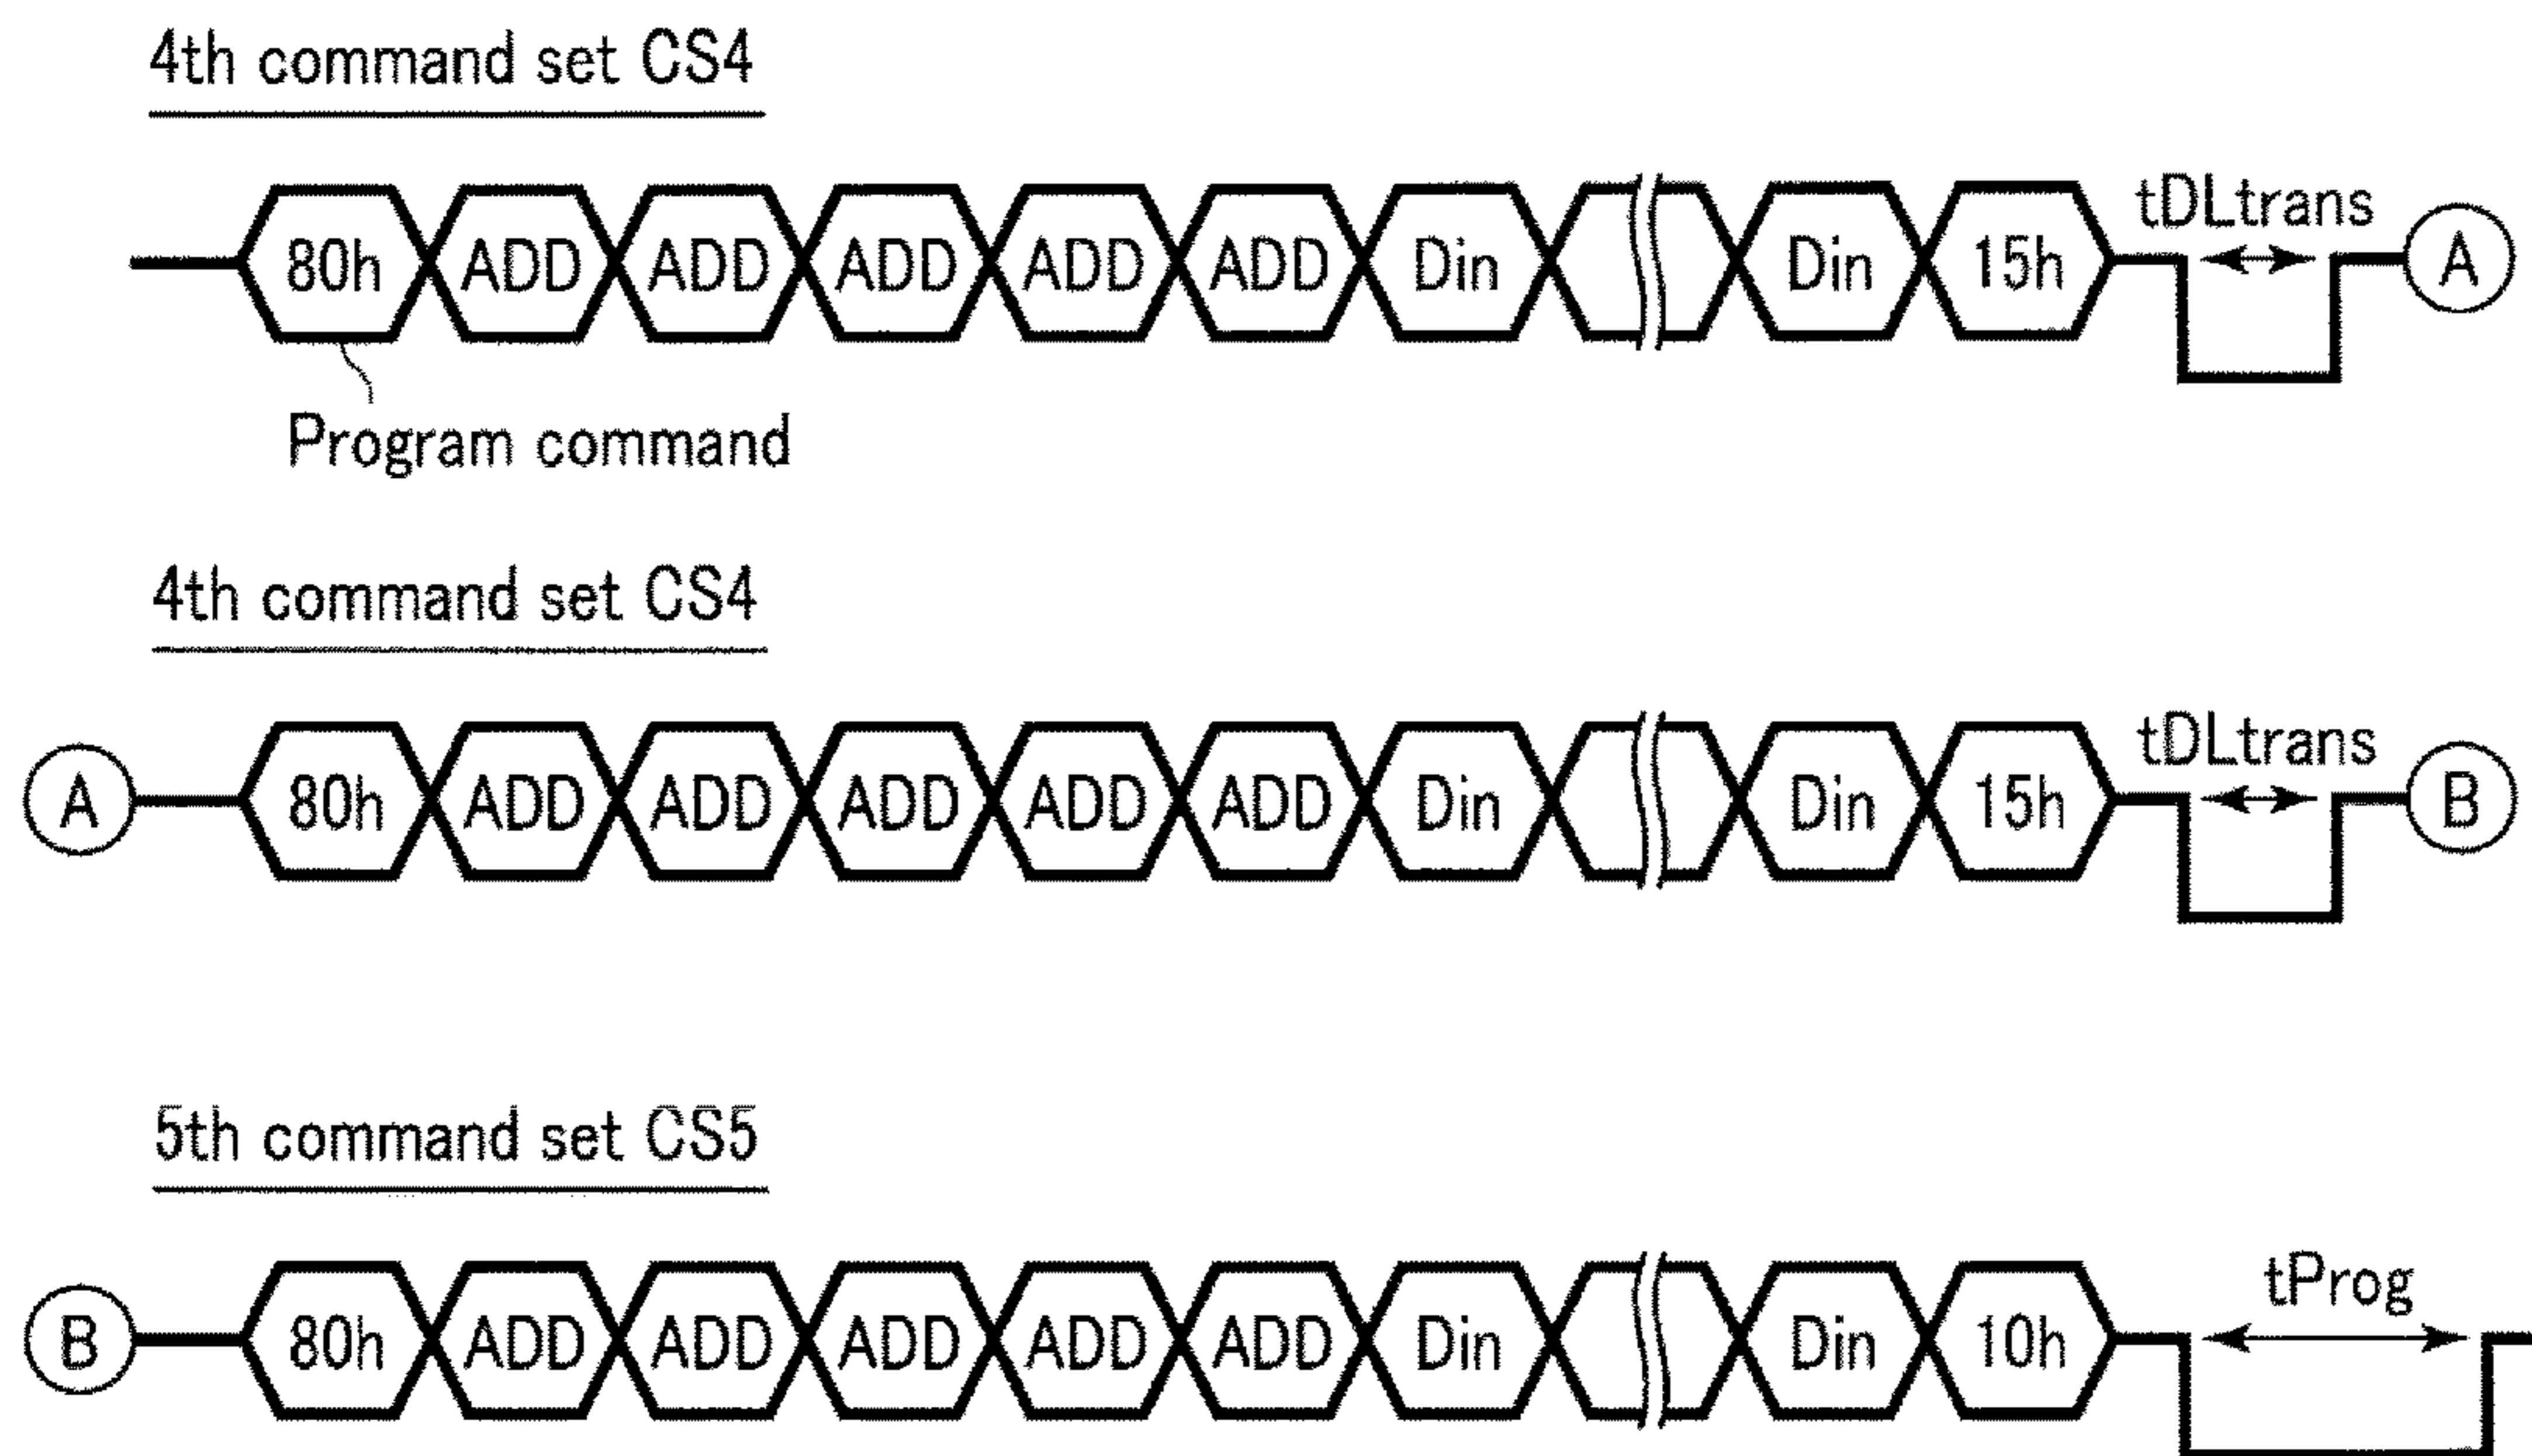 4th command set CS4
tDLtrans
80h ADD ADD ADD ADD ADD Din Din 15h A
Program command
4th command set CS4
tDLtrans
A 80h ADD ADD ADD ADD ADD Din Din 15h B
5th command set CS5
tProg
B 80h ADD ADD ADD ADD ADD Din Din 10h